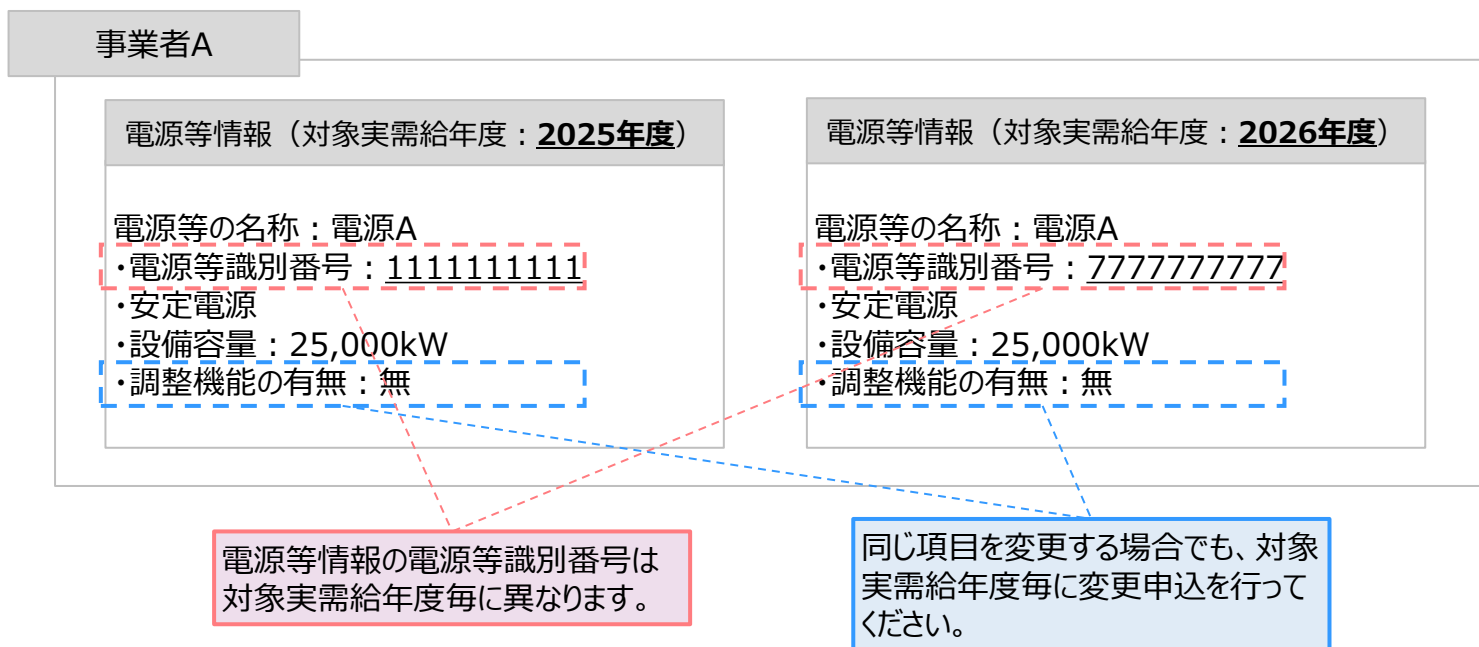 事業者A
電源等情報（対象実需給年度：2025年度）
電源等の名称：電源A
・電源等識別番号：1111111111
・安定電源
・設備容量：25,000kW
・調整機能の有無：無
電源等情報（対象実需給年度：2026年度）
電源等の名称：電源A
・電源等識別番号：7777777777
・安定電源
・設備容量：25,000kW
・調整機能の有無：無
電源等情報の電源等識別番号は
対象実需給年度毎に異なります。
同じ項目を変更する場合でも、対象
実需給年度毎に変更申込を行って
ください。